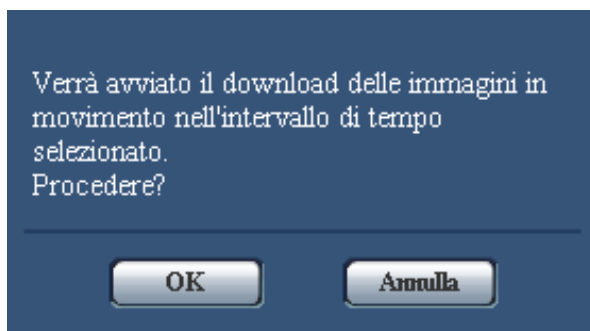 Verrà avviato il download delle immagini in
movimento nell'intervallo di tempo
selezionato.
Procedere?
OK
Annulla